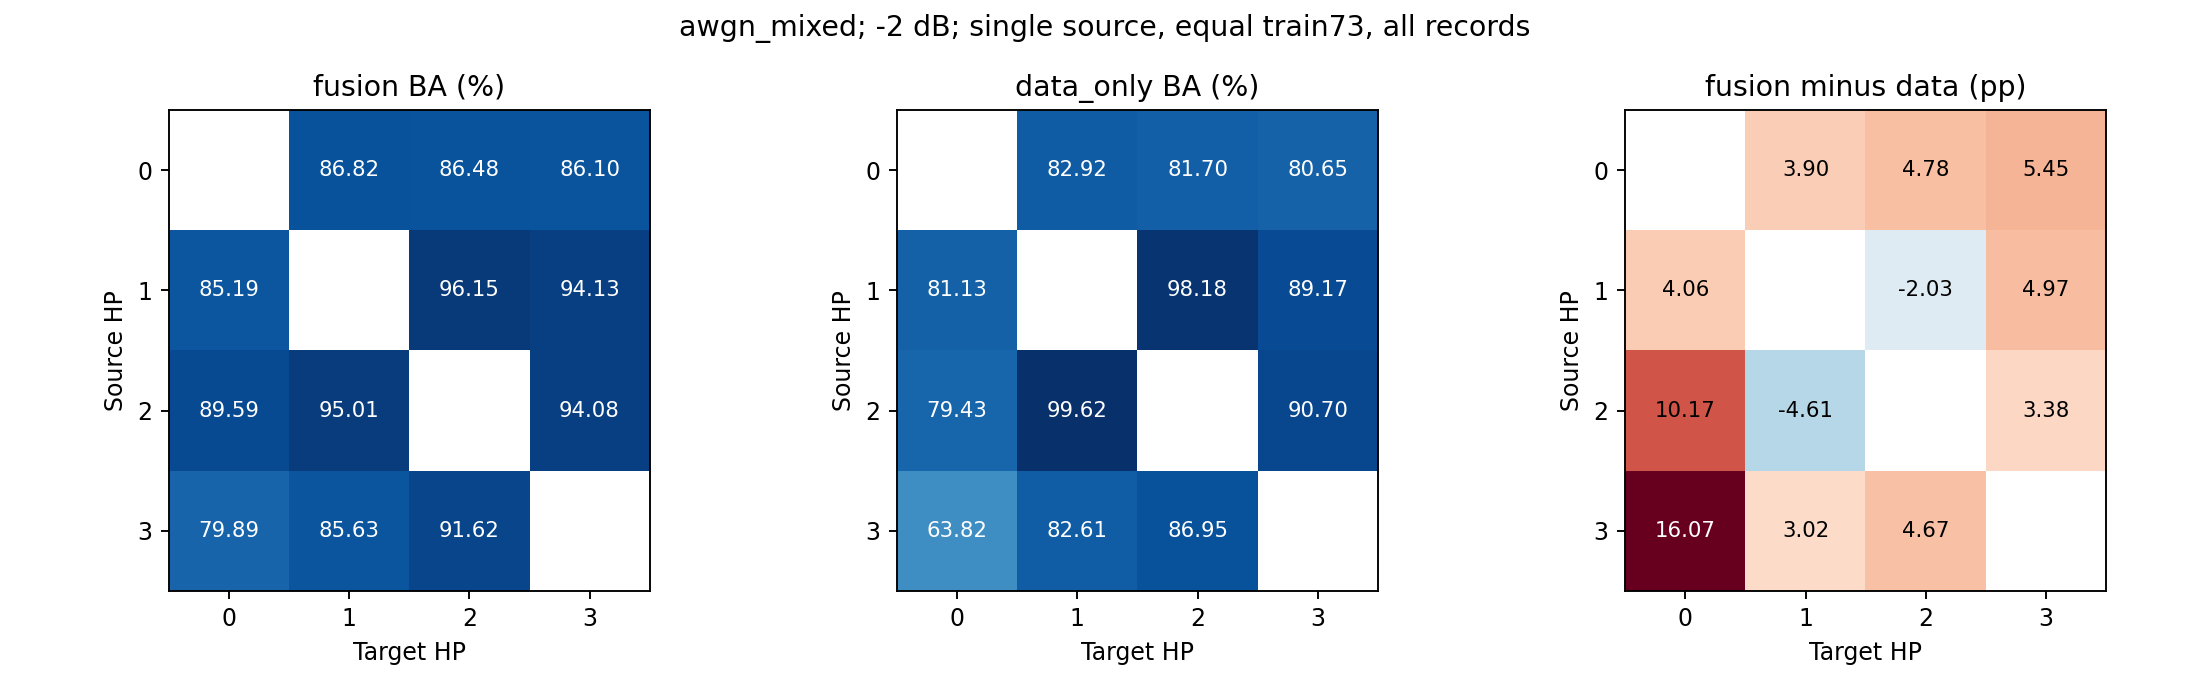 awgn_mixed; -2 dB; single source, equal train73, all records
fusion BA (%)
Source HP
0
86.82 86.48 86.10
1
85.19 96.15 94.13
2
89.59 95.01 94.08
3
79.89 85.63 91.62
0 1 2 3
Target HP
data_only BA (%)
Source HP
0
82.92 81.70 80.65
1
81.13 98.18 89.17
2
79.43 99.62 90.70
3
63.82 82.61 86.95
0 1 2 3
Target HP
fusion minus data (pp)
Source HP
0
3.90 4.78 5.45
1
4.06 -2.03 4.97
2
10.17 -4.61 3.38
3
16.07 3.02 4.67
0 1 2 3
Target HP